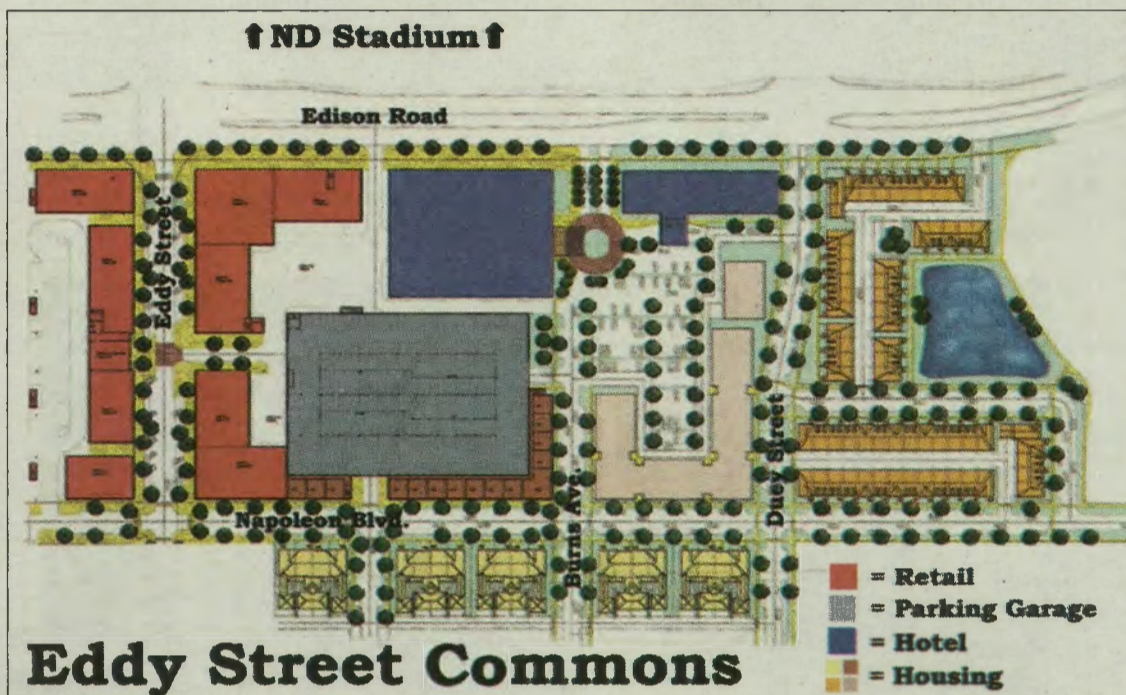 ↑ ND Stadium ↑
Edison Road
Eddy Street
Napoleon Blvd.
Burns Ave.
Duey Street
= Retail
= Parking Garage
= Hotel
= Housing
Eddy Street Commons